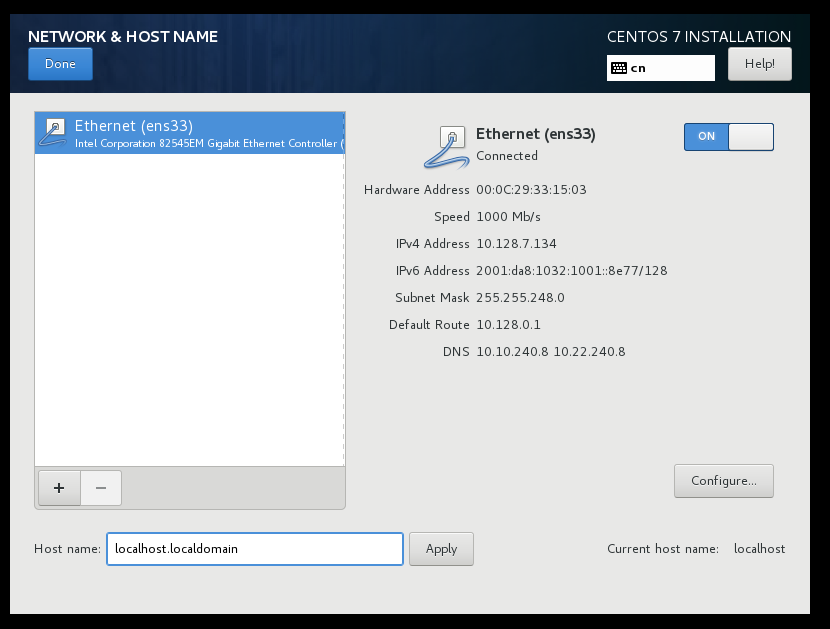 NETWORK & HOST NAME
CENTOS 7 INSTALLATION
Done
cn
Help!
Ethernet (ens33)
Intel Corporation 82545EM Gigabit Ethernet Controller (
Ethernet (ens33)
Connected
ON
Hardware Address 00:0C:29:33:15:03
Speed 1000 Mb/s
IPv4 Address 10.128.7.134
IPv6 Address 2001:da8:1032:1001::8e77/128
Subnet Mask 255.255.248.0
Default Route 10.128.0.1
DNS 10.10.240.8 10.22.240.8
+ −
Configure...
Host name: localhost.localdomain Apply
Current host name: localhost